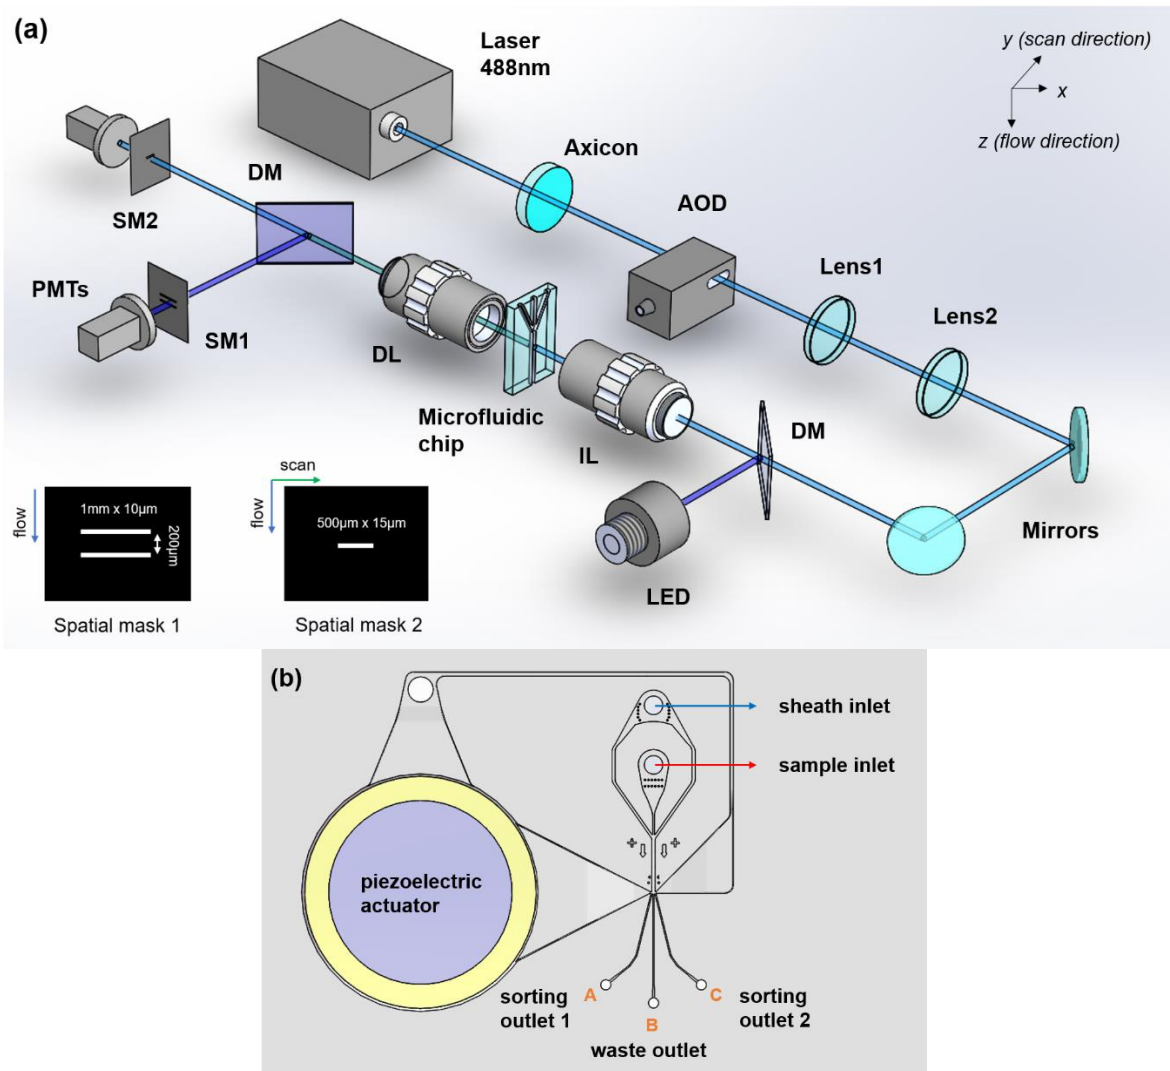 (a)
Laser
488nm
y (scan direction)
x
z (flow direction)
Axicon
DM
AOD
SM2
Lens1
PMTs
Lens2
SM1
DL
Microfluidic
chip
DM
IL
Mirrors
LED
scan
flow
1mm x 10µm
200µm
flow
500µm x 15µm
Spatial mask 1
Spatial mask 2
(b)
sheath inlet
sample inlet
piezoelectric
actuator
sorting
outlet 1
A
B
C
sorting
outlet 2
waste outlet